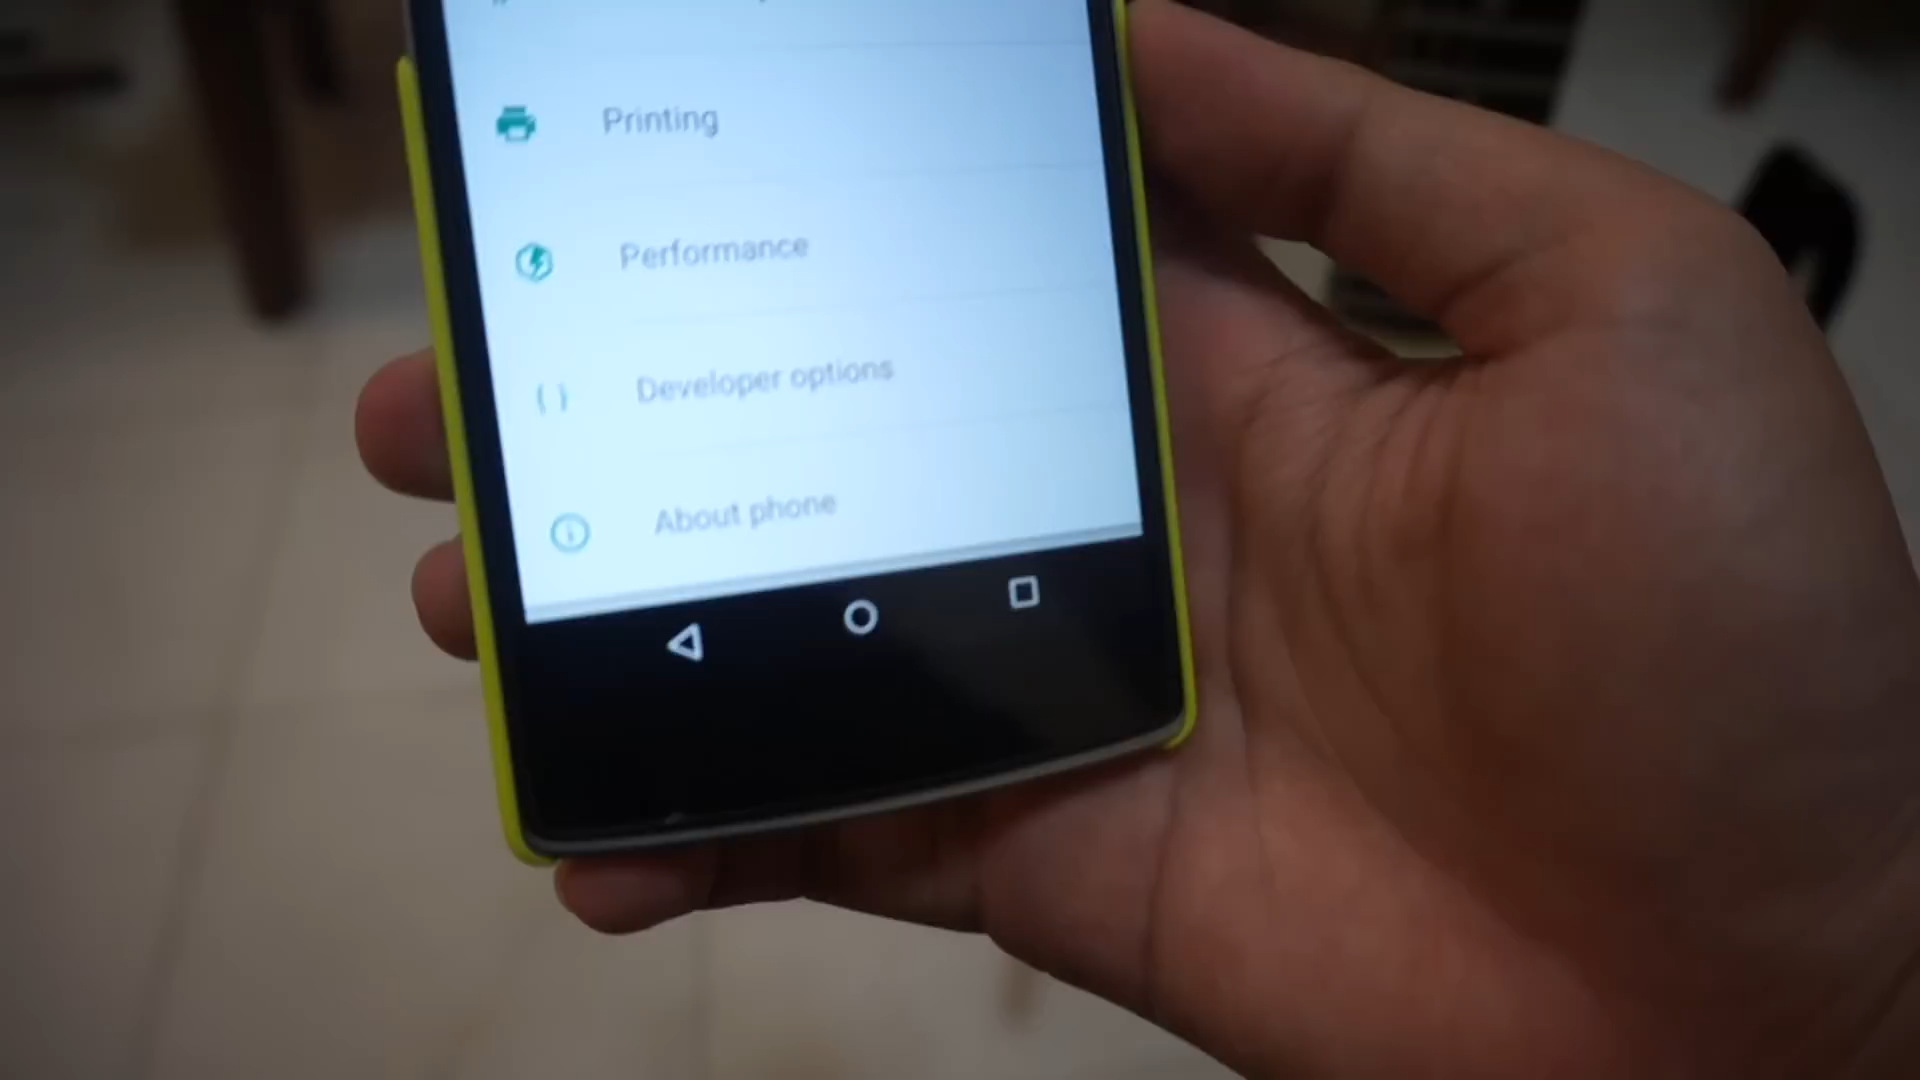 Printing
Performance
Developer options
About phone